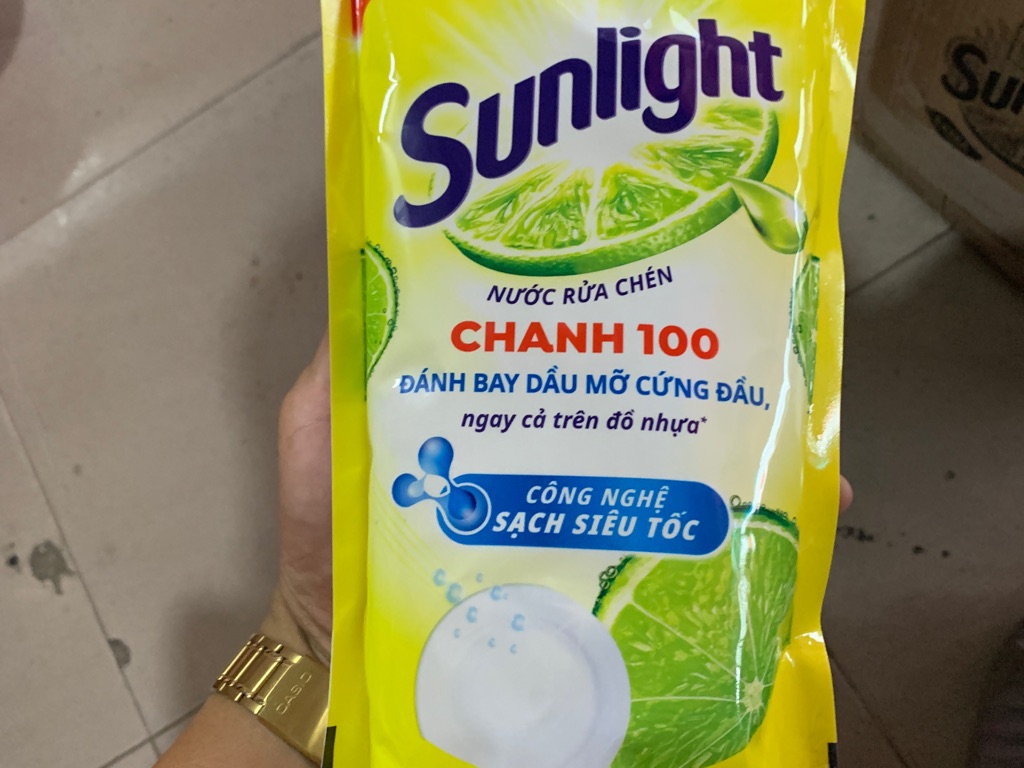 Sunlight
NƯỚC RỬA CHÉN
CHANH 100
ĐÁNH BAY DẦU MỠ CỨNG ĐẦU,
ngay cả trên đồ nhựa*
CÔNG NGHỆ
SẠCH SIÊU TỐC
CASIO
Sun